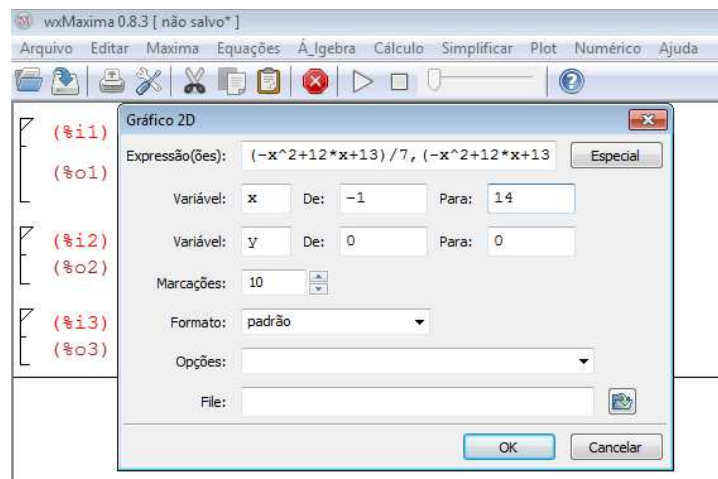 wxMaxima 0.8.3 [ não salvo* ]
Arquivo Editar Maxima Equações Á_lgebra Cálculo Simplificar Plot Numérico Ajuda
Gráfico 2D
(%i1)
(%o1)
(%i2)
(%o2)
(%i3)
(%o3)
Expressão(ões): (-x^2+12*x+13)/7,(-x^2+12*x+13 Especial
Variável: x De: -1 Para: 14
Variável: y De: 0 Para: 0
Marcações: 10
Formato: padrão
Opções:
File:
OK Cancelar